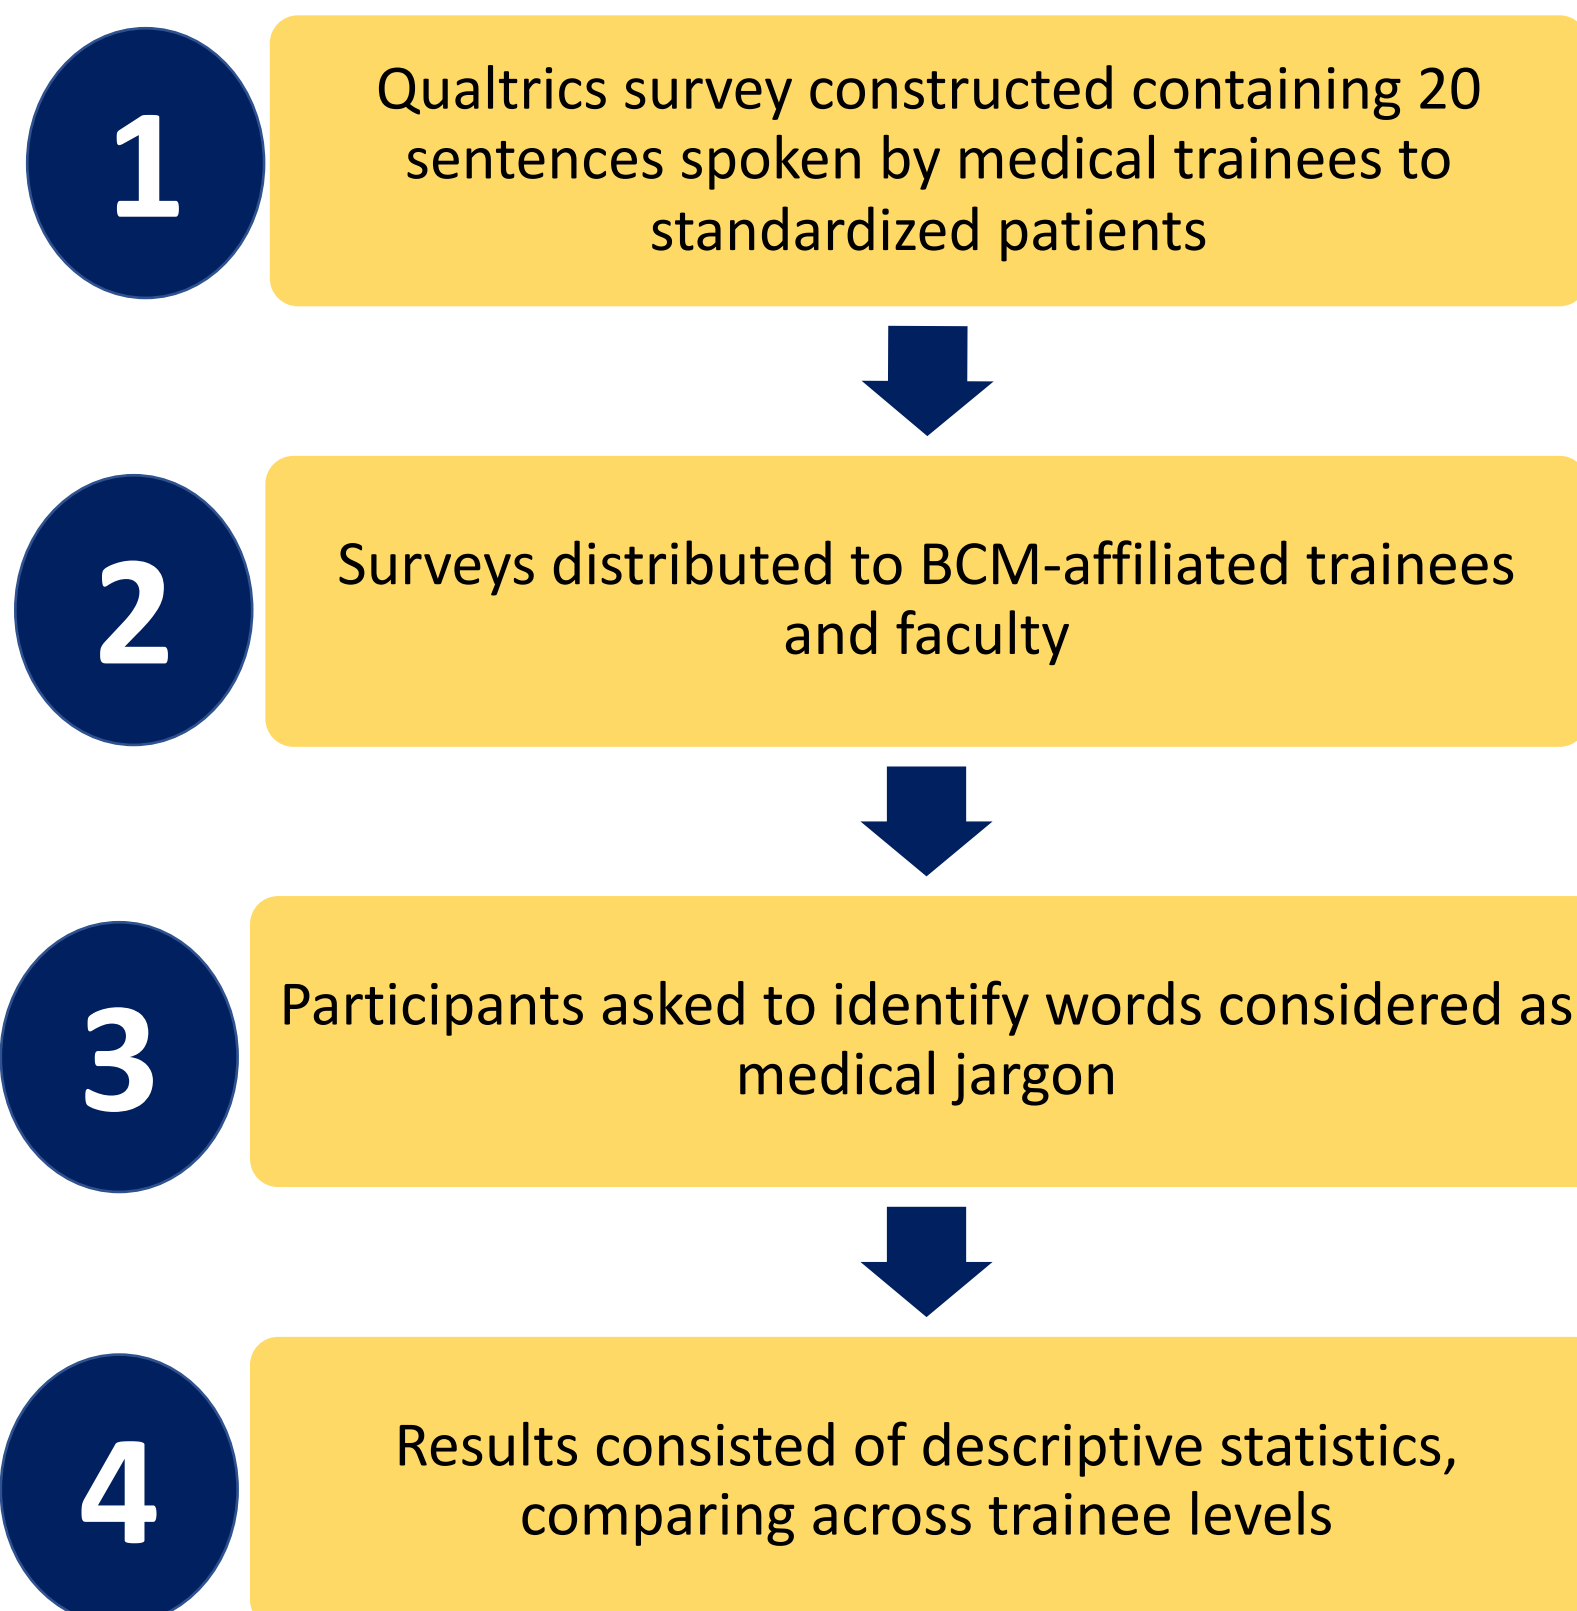 1
Qualtrics survey constructed containing 20
sentences spoken by medical trainees to
standardized patients
2
Surveys distributed to BCM-affiliated trainees
and faculty
3
Participants asked to identify words considered as
medical jargon
4
Results consisted of descriptive statistics,
comparing across trainee levels